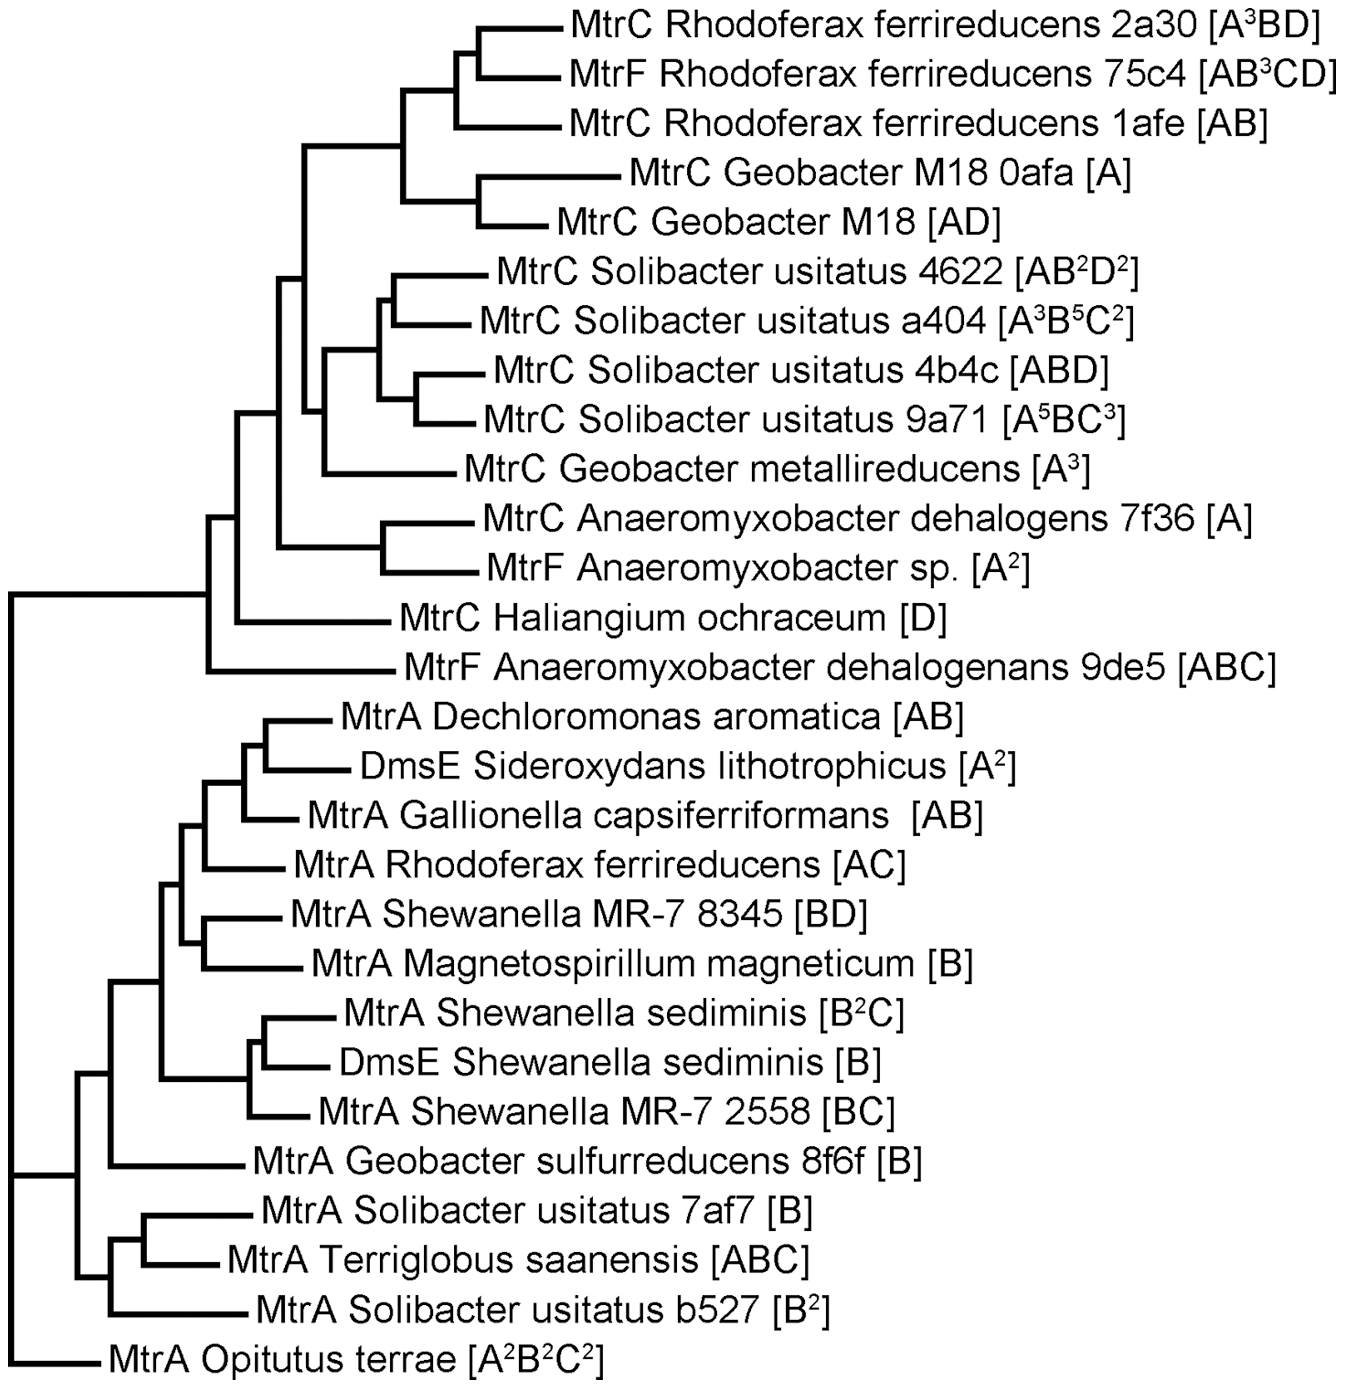 MtrC Rhodoferax ferrireducens 2a30 [A³BD]
MtrF Rhodoferax ferrireducens 75c4 [AB³CD]
MtrC Rhodoferax ferrireducens 1afe [AB]
MtrC Geobacter M18 0afa [A]
MtrC Geobacter M18 [AD]
MtrC Solibacter usitatus 4622 [AB²D²]
MtrC Solibacter usitatus a404 [A³B⁵C²]
MtrC Solibacter usitatus 4b4c [ABD]
MtrC Solibacter usitatus 9a71 [A⁵BC³]
MtrC Geobacter metallireducens [A³]
MtrC Anaeromyxobacter dehalogens 7f36 [A]
MtrF Anaeromyxobacter sp. [A²]
MtrC Haliangium ochraceum [D]
MtrF Anaeromyxobacter dehalogenans 9de5 [ABC]
MtrA Dechloromonas aromatica [AB]
DmsE Sideroxydans lithotrophicus [A²]
MtrA Gallionella capsiferriformans [AB]
MtrA Rhodoferax ferrireducens [AC]
MtrA Shewanella MR-7 8345 [BD]
MtrA Magnetospirillum magneticum [B]
MtrA Shewanella sediminis [B²C]
DmsE Shewanella sediminis [B]
MtrA Shewanella MR-7 2558 [BC]
MtrA Geobacter sulfurreducens 8f6f [B]
MtrA Solibacter usitatus 7af7 [B]
MtrA Terriglobus saanensis [ABC]
MtrA Solibacter usitatus b527 [B²]
MtrA Opitutus terrae [A²B²C²]